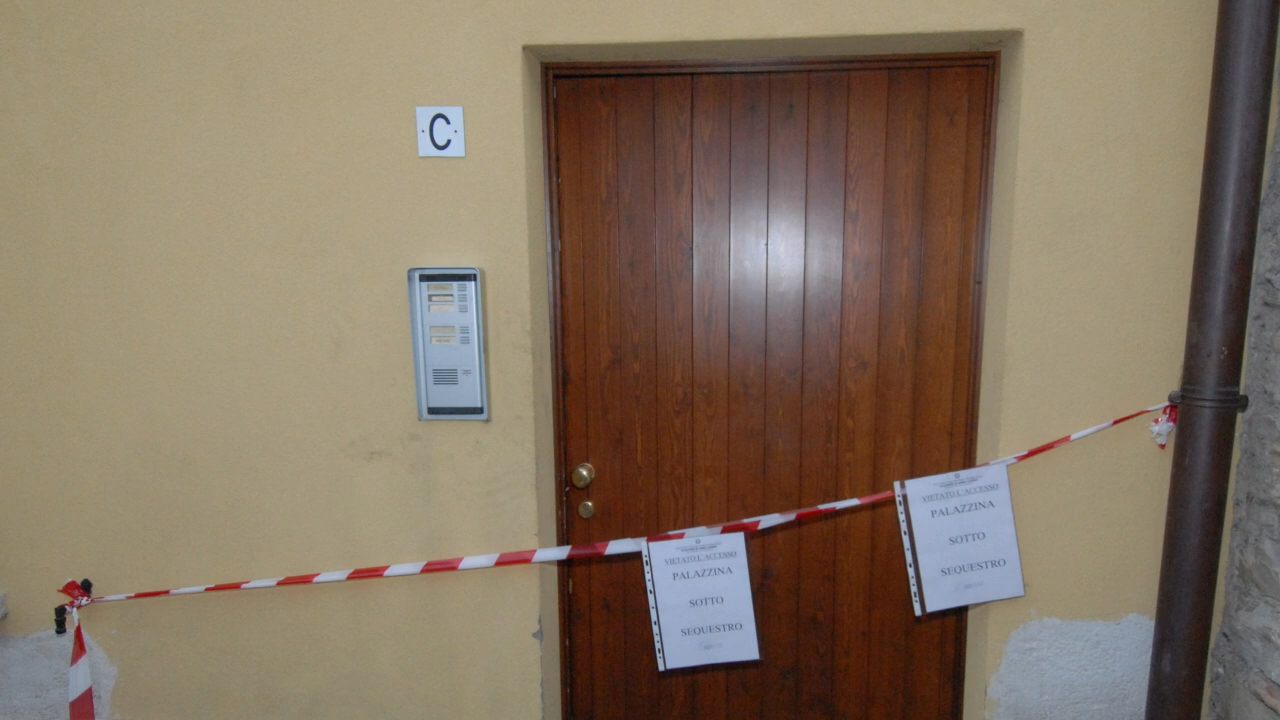 C
VIETATO L'ACCESSO
PALAZZINA
SOTTO
SEQUESTRO
VIETATO L'ACCESSO
PALAZZINA
SOTTO
SEQUESTRO